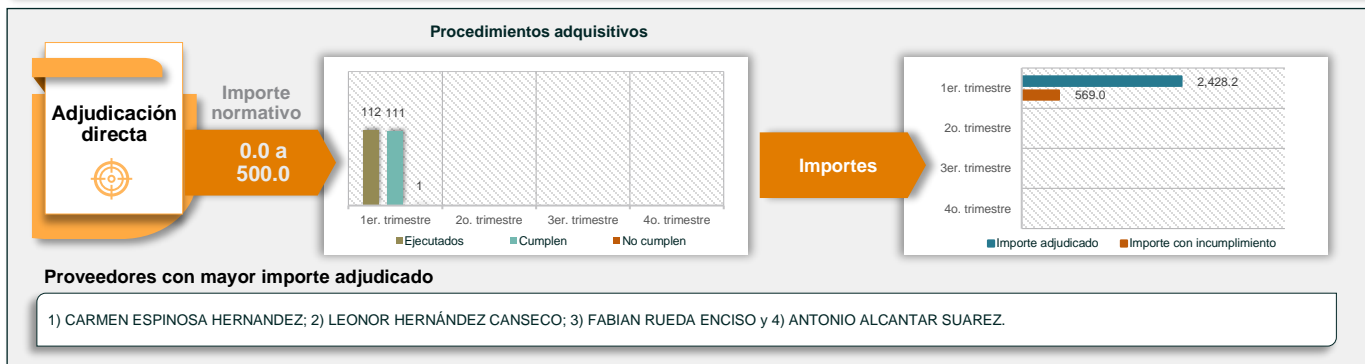 Procedimientos adquisitivos
Adjudicación
directa
Importe
normativo
0.0 a
500.0
112 111
1
1er. trimestre 2o. trimestre 3er. trimestre 4o. trimestre
Ejecutados Cumplen No cumplen
Importes
1er. trimestre
2,428.2
569.0
2o. trimestre
3er. trimestre
4o. trimestre
Importe adjudicado Importe con incumplimiento
Proveedores con mayor importe adjudicado
1) CARMEN ESPINOSA HERNANDEZ; 2) LEONOR HERNÁNDEZ CANSECO; 3) FABIAN RUEDA ENCISO y 4) ANTONIO ALCANTAR SUAREZ.